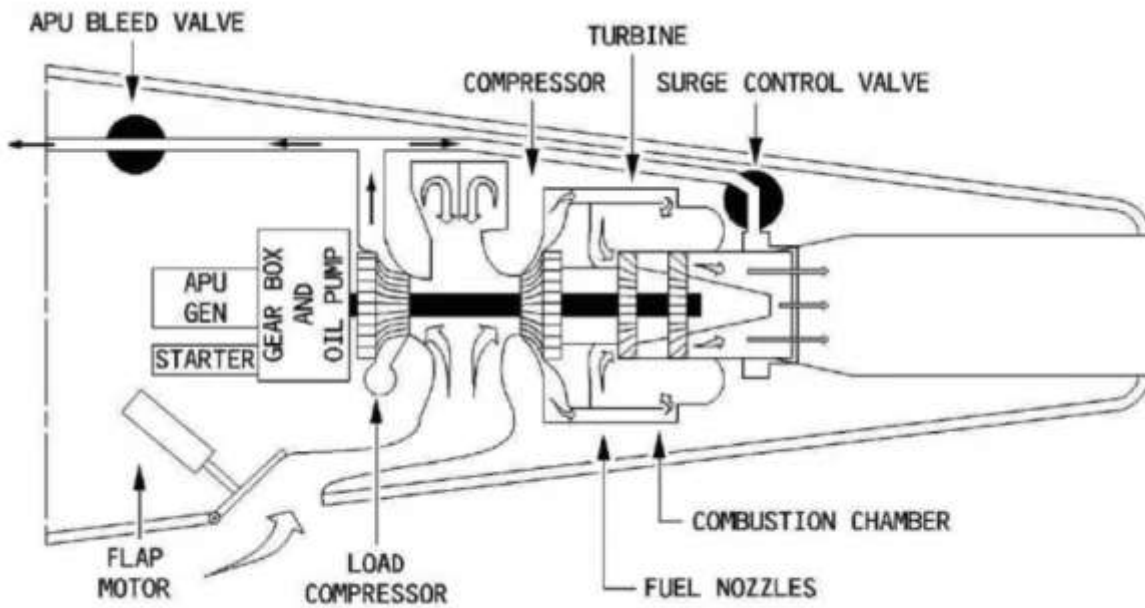 APU BLEED VALVE
TURBINE
COMPRESSOR
SURGE CONTROL VALVE
APU
GEN
STARTER
GEAR BOX
AND
OIL PUMP
FLAP
MOTOR
LOAD
COMPRESSOR
COMBUSTION CHAMBER
FUEL NOZZLES